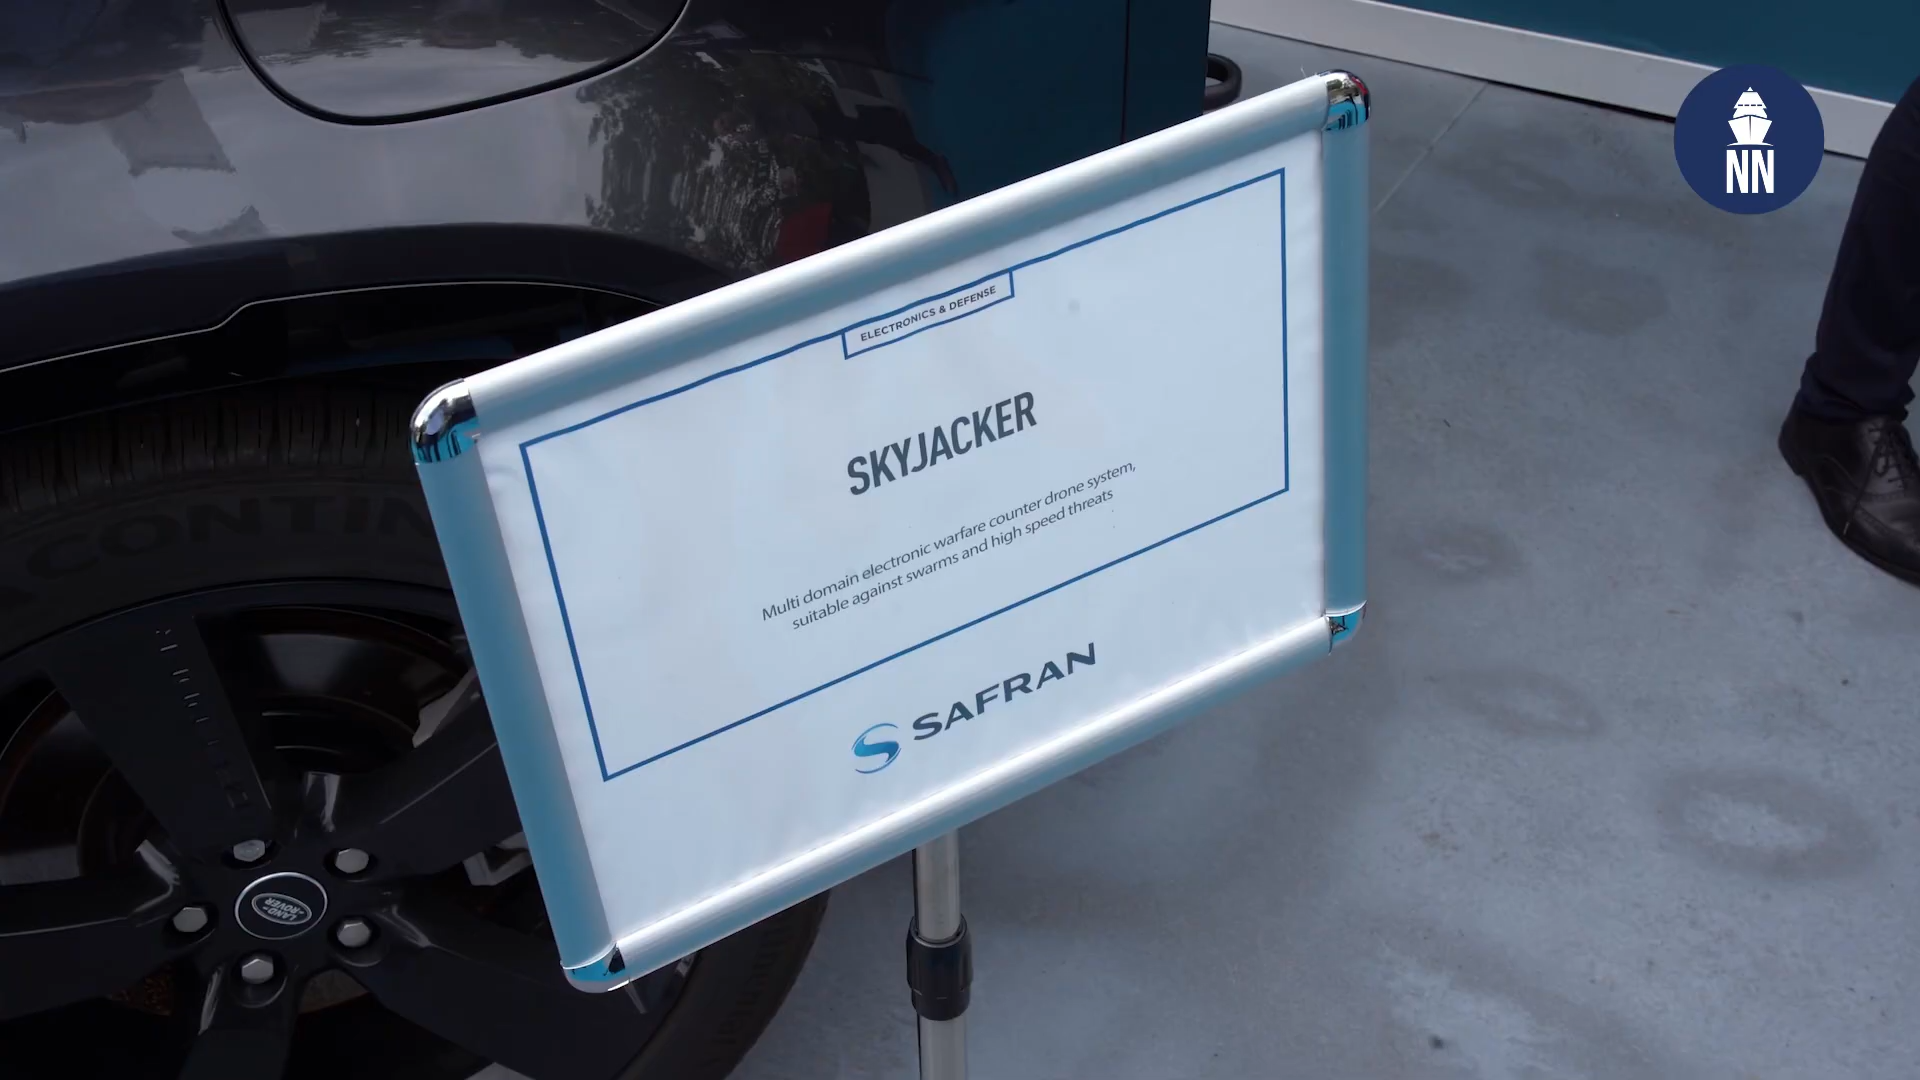 NN
ELECTRONICS & DEFENSE
SKYJACKER
Multi domain electronic warfare counter drone system,
suitable against swarms and high speed threats
SAFRAN
CONTIN
LAND
ROVER